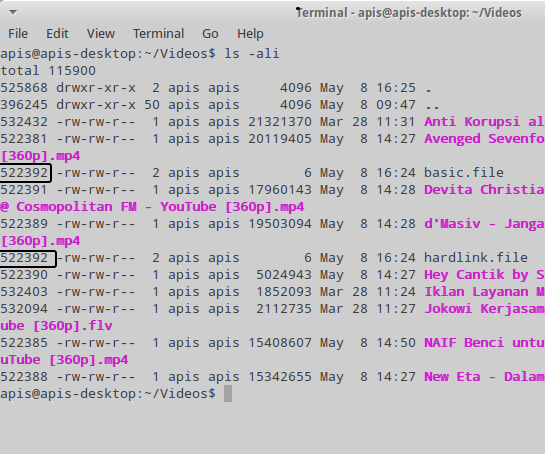 Terminal - apis@apis-desktop: ~/Videos
File Edit View Terminal Go Help
apis@apis-desktop:~/Videos$ ls -ali
total 115900
525868 drwxr-xr-x  2 apis apis     4096 May  8 16:25 .
396245 drwxr-xr-x 50 apis apis     4096 May  8 09:47 ..
532432 -rw-rw-r--  1 apis apis 21321370 Mar 28 11:31 Anti Korupsi al
522381 -rw-rw-r--  1 apis apis 20119405 May  8 14:27 Avenged Sevenfo
[360p].mp4
522392 -rw-rw-r--  2 apis apis        6 May  8 16:24 basic.file
522391 -rw-rw-r--  1 apis apis 17960143 May  8 14:28 Devita Christia
@ Cosmopolitan FM - YouTube [360p].mp4
522389 -rw-rw-r--  1 apis apis 19503094 May  8 14:28 d'Masiv - Janga
[360p].mp4
522392 -rw-rw-r--  2 apis apis        6 May  8 16:24 hardlink.file
522390 -rw-rw-r--  1 apis apis  5024943 May  8 14:27 Hey Cantik by S
532403 -rw-rw-r--  1 apis apis  1852093 Mar 28 11:24 Iklan Layanan M
532094 -rw-rw-r--  1 apis apis  2112735 Mar 28 11:27 Jokowi Kerjasam
ube [360p].flv
522385 -rw-rw-r--  2 apis apis 15408607 May  8 14:50 NAIF Benci untu
uTube [360p].mp4
522388 -rw-rw-r--  1 apis apis 15342655 May  8 14:27 New Eta - Dalam
apis@apis-desktop:~/Videos$